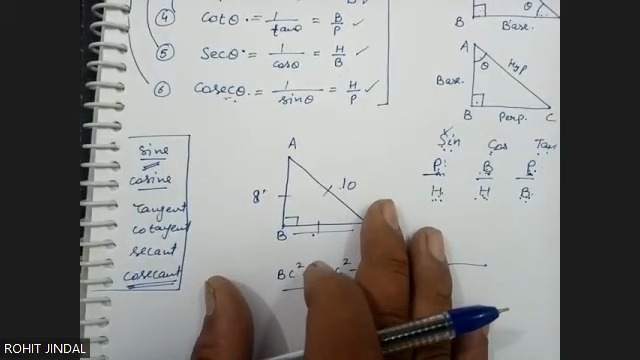 ④ Cotθ = 1/tanθ = B/P ✓
⑤ Secθ = 1/cosθ = H/B ✓
⑥ Cosecθ = 1/sinθ = H/P ✓
θ
B Base
A
θ Hyp
Base
B Perp. C
sine
cosine
Tangent
cotangent
secant
cosecant
A
8 10
B
BC²
Sin Cos Tan
P B P
H H B
ROHIT JINDAL